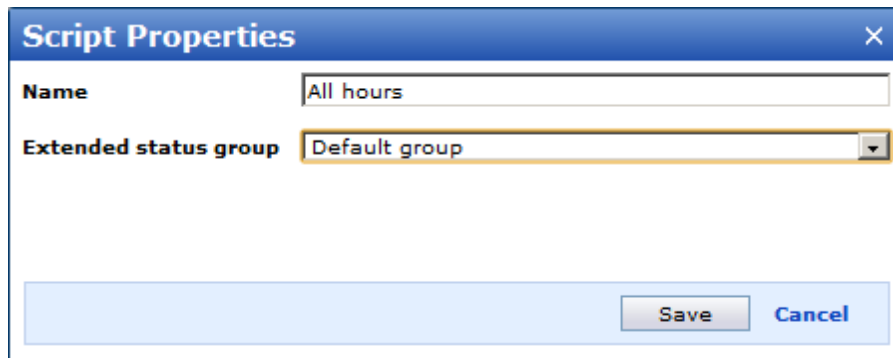 Script Properties
Name All hours
Extended status group Default group
Save Cancel